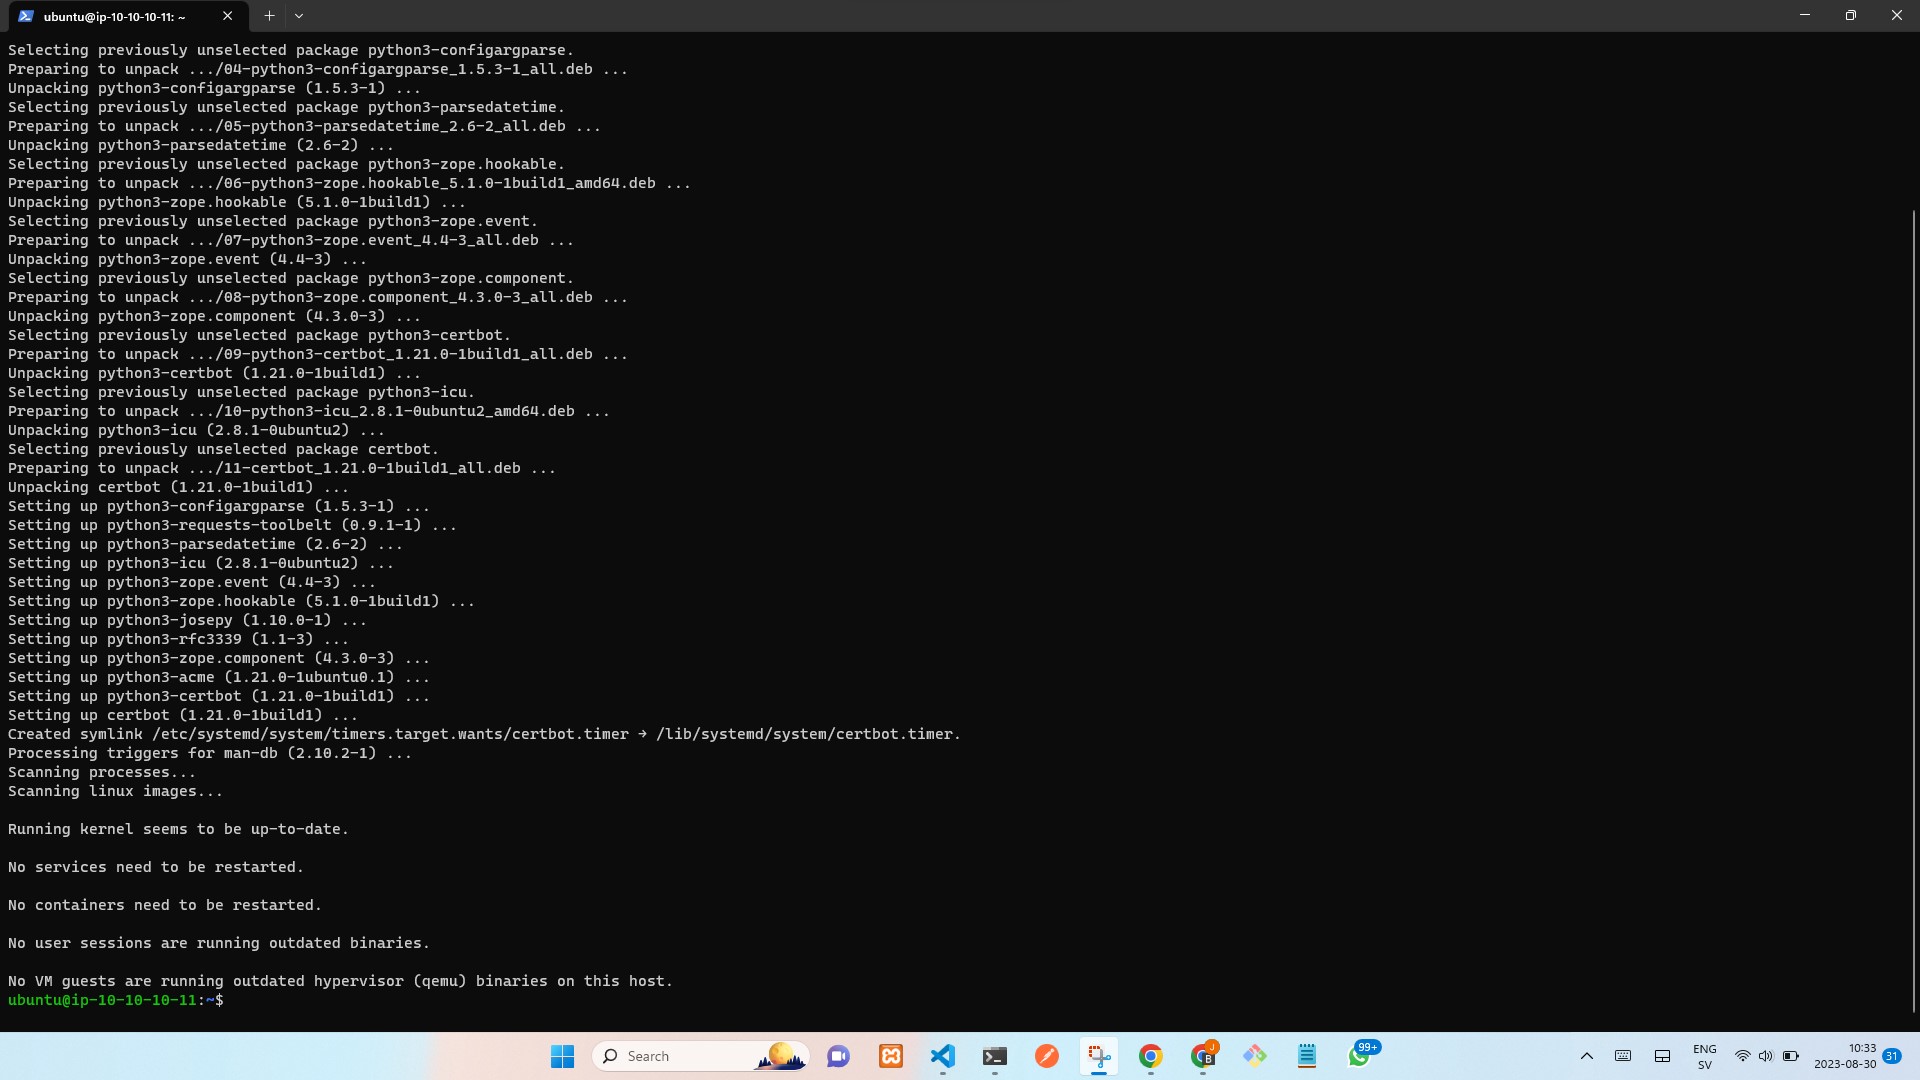 ubuntu@ip-10-10-10-11: ~
Selecting previously unselected package python3-configargparse.
Preparing to unpack .../04-python3-configargparse_1.5.3-1_all.deb ...
Unpacking python3-configargparse (1.5.3-1) ...
Selecting previously unselected package python3-parsedatetime.
Preparing to unpack .../05-python3-parsedatetime_2.6-2_all.deb ...
Unpacking python3-parsedatetime (2.6-2) ...
Selecting previously unselected package python3-zope.hookable.
Preparing to unpack .../06-python3-zope.hookable_5.1.0-1build1_amd64.deb ...
Unpacking python3-zope.hookable (5.1.0-1build1) ...
Selecting previously unselected package python3-zope.event.
Preparing to unpack .../07-python3-zope.event_4.4-3_all.deb ...
Unpacking python3-zope.event (4.4-3) ...
Selecting previously unselected package python3-zope.component.
Preparing to unpack .../08-python3-zope.component_4.3.0-3_all.deb ...
Unpacking python3-zope.component (4.3.0-3) ...
Selecting previously unselected package python3-certbot.
Preparing to unpack .../09-python3-certbot_1.21.0-1build1_all.deb ...
Unpacking python3-certbot (1.21.0-1build1) ...
Selecting previously unselected package python3-icu.
Preparing to unpack .../10-python3-icu_2.8.1-0ubuntu2_amd64.deb ...
Unpacking python3-icu (2.8.1-0ubuntu2) ...
Selecting previously unselected package certbot.
Preparing to unpack .../11-certbot_1.21.0-1build1_all.deb ...
Unpacking certbot (1.21.0-1build1) ...
Setting up python3-configargparse (1.5.3-1) ...
Setting up python3-requests-toolbelt (0.9.1-1) ...
Setting up python3-parsedatetime (2.6-2) ...
Setting up python3-icu (2.8.1-0ubuntu2) ...
Setting up python3-zope.event (4.4-3) ...
Setting up python3-zope.hookable (5.1.0-1build1) ...
Setting up python3-josepy (1.10.0-1) ...
Setting up python3-rfc3339 (1.1-3) ...
Setting up python3-zope.component (4.3.0-3) ...
Setting up python3-acme (1.21.0-1ubuntu0.1) ...
Setting up python3-certbot (1.21.0-1build1) ...
Setting up certbot (1.21.0-1build1) ...
Created symlink /etc/systemd/system/timers.target.wants/certbot.timer → /lib/systemd/system/certbot.timer.
Processing triggers for man-db (2.10.2-1) ...
Scanning processes...
Scanning linux images...
Running kernel seems to be up-to-date.
No services need to be restarted.
No containers need to be restarted.
No user sessions are running outdated binaries.
No VM guests are running outdated hypervisor (qemu) binaries on this host.
ubuntu@ip-10-10-10-11:~$
Search
J
B
99+
ENG
SV
10:33
2023-08-30
31